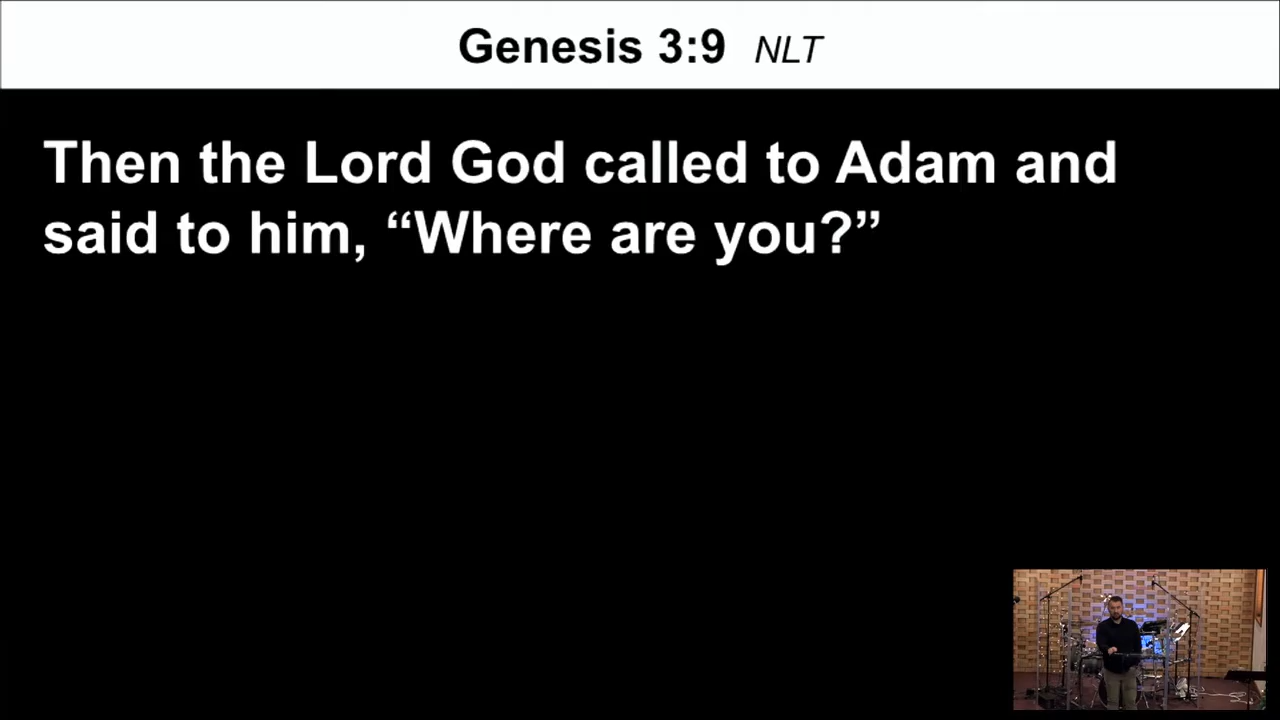 Genesis 3:9 NLT
Then the Lord God called to Adam and
said to him, “Where are you?”